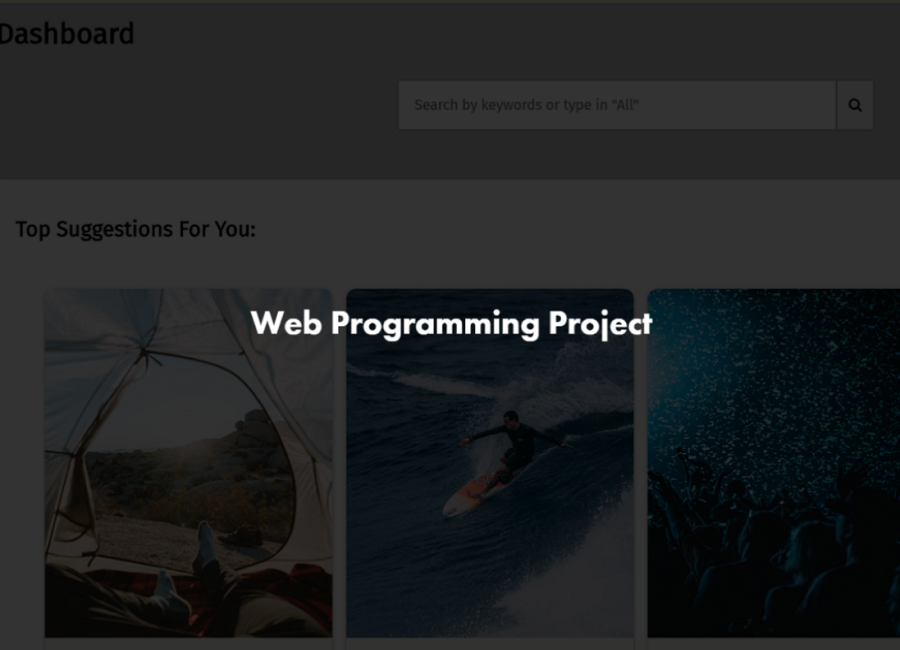 Dashboard
Search by keywords or type in "All"
Top Suggestions For You:
Web Programming Project